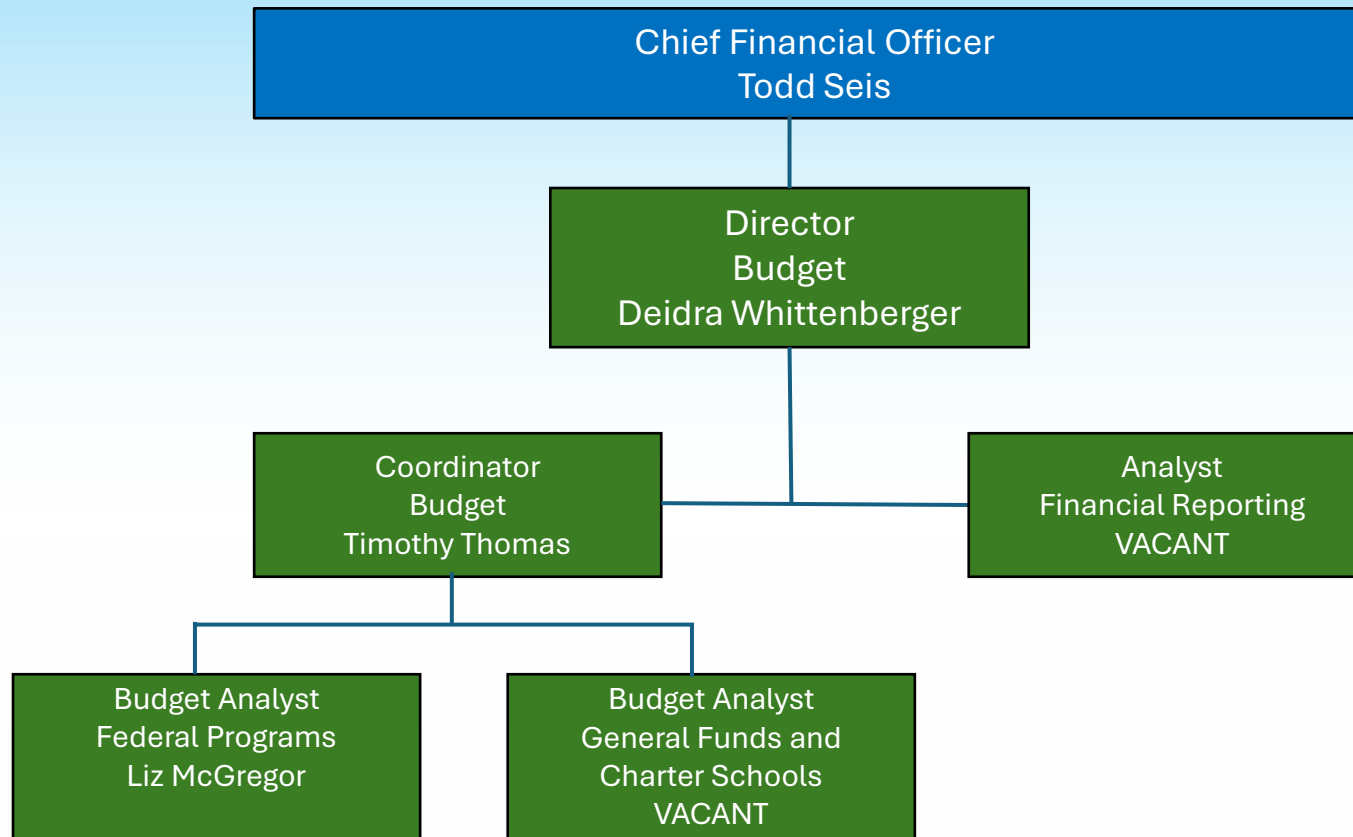 Chief Financial Officer
Todd Seis
Director
Budget
Deidra Whittenberger
Coordinator
Budget
Timothy Thomas
Analyst
Financial Reporting
VACANT
Budget Analyst
Federal Programs
Liz McGregor
Budget Analyst
General Funds and
Charter Schools
VACANT